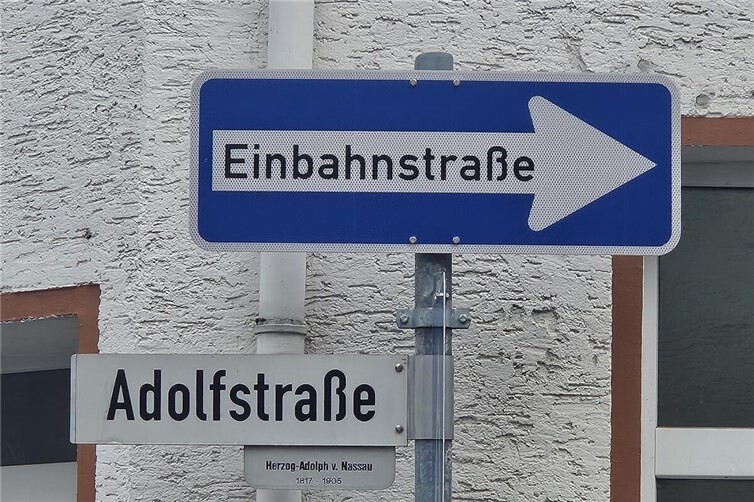 Einbahnstraße
Adolfstraße
Herzog-Adolph v. Nassau
1817 - 1905